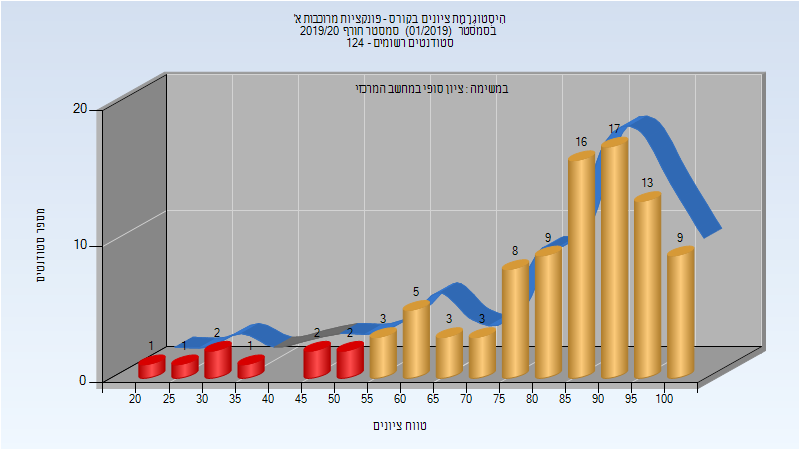 היסטוגרמת ציונים בקורס - פונקציות מרוכבות א'
בסמסטר (01/2019) סמסטר חורף 2019/20
סטודנטים רשומים - 124
במשימה : ציון סופי במחשב המרכזי
מספר סטודנטים
20
10
0
1 1 2 1 2 2 3 5 3 3 8 9 16 17 13 9
20 25 30 35 40 45 50 55 60 65 70 75 80 85 90 95 100
טווח ציונים